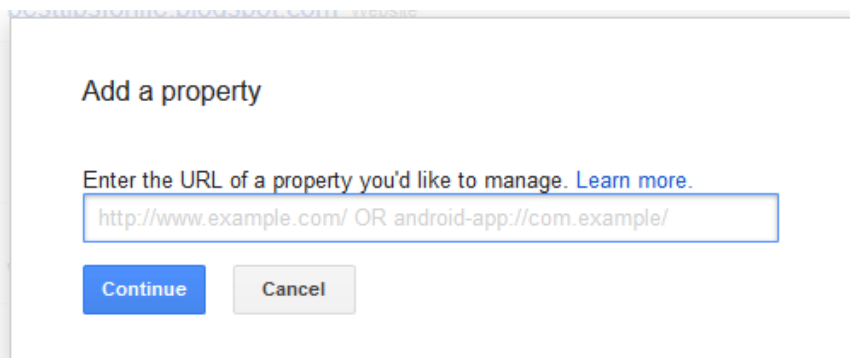 Add a property
Enter the URL of a property you'd like to manage. Learn more.
http://www.example.com/ OR android-app://com.example/
Continue Cancel